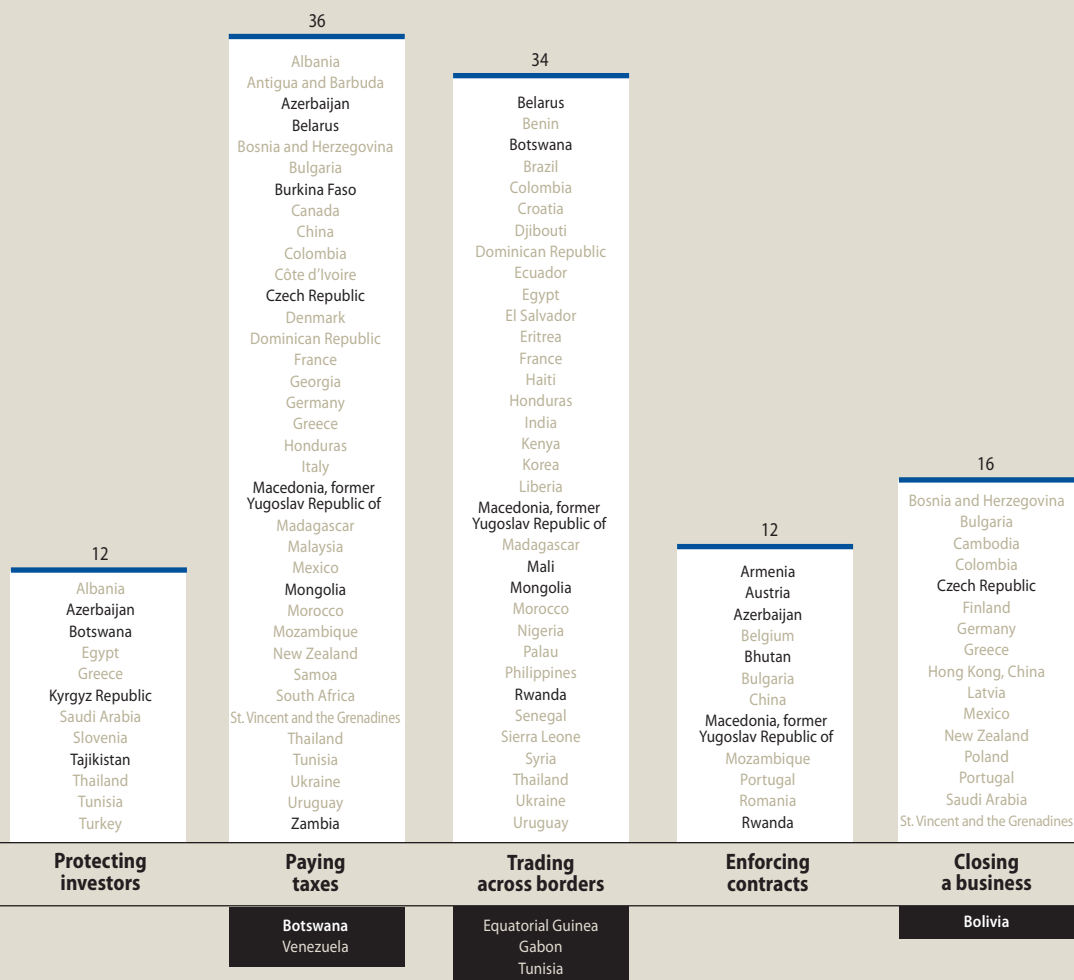 12
Albania
Azerbaijan
Botswana
Egypt
Greece
Kyrgyz Republic
Saudi Arabia
Slovenia
Tajikistan
Thailand
Tunisia
Turkey
Protecting
investors
36
Albania
Antigua and Barbuda
Azerbaijan
Belarus
Bosnia and Herzegovina
Bulgaria
Burkina Faso
Canada
China
Colombia
Côte d'Ivoire
Czech Republic
Denmark
Dominican Republic
France
Georgia
Germany
Greece
Honduras
Italy
Macedonia, former
Yugoslav Republic of
Madagascar
Malaysia
Mexico
Mongolia
Morocco
Mozambique
New Zealand
Samoa
South Africa
St. Vincent and the Grenadines
Thailand
Tunisia
Ukraine
Uruguay
Zambia
Paying
taxes
Botswana
Venezuela
34
Belarus
Benin
Botswana
Brazil
Colombia
Croatia
Djibouti
Dominican Republic
Ecuador
Egypt
El Salvador
Eritrea
France
Haiti
Honduras
India
Kenya
Korea
Liberia
Macedonia, former
Yugoslav Republic of
Madagascar
Mali
Mongolia
Morocco
Nigeria
Palau
Philippines
Rwanda
Senegal
Sierra Leone
Syria
Thailand
Ukraine
Uruguay
Trading
across borders
Equatorial Guinea
Gabon
Tunisia
12
Armenia
Austria
Azerbaijan
Belgium
Bhutan
Bulgaria
China
Macedonia, former
Yugoslav Republic of
Mozambique
Portugal
Romania
Rwanda
Enforcing
contracts
16
Bosnia and Herzegovina
Bulgaria
Cambodia
Colombia
Czech Republic
Finland
Germany
Greece
Hong Kong, China
Latvia
Mexico
New Zealand
Poland
Portugal
Saudi Arabia
St. Vincent and the Grenadines
Closing
a business
Bolivia